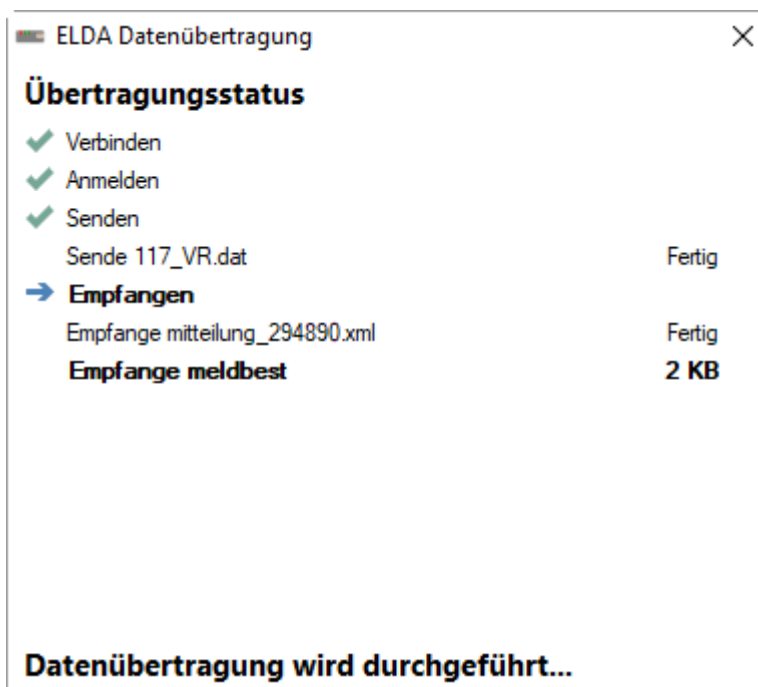 ELDA Datenübertragung
Übertragungsstatus
Verbinden
Anmelden
Senden
Sende 117_VR.dat Fertig
Empfangen
Empfange mitteilung_294890.xml Fertig
Empfange meldbest 2 KB
Datenübertragung wird durchgeführt...